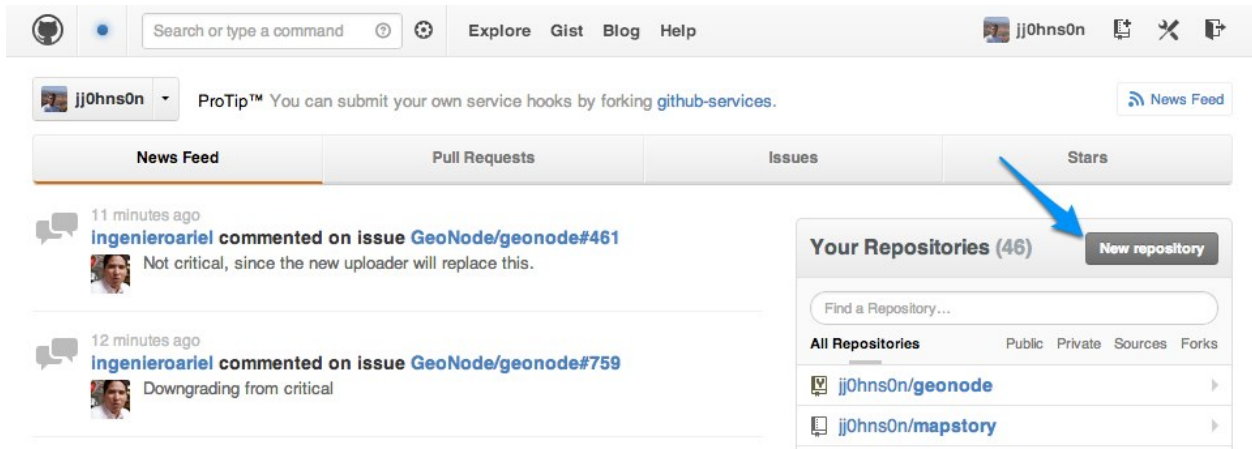 Search or type a command
Explore Gist Blog Help
jj0hns0n
jj0hns0n
ProTip™ You can submit your own service hooks by forking github-services.
News Feed
News Feed Pull Requests Issues Stars
11 minutes ago
ingenieroariel commented on issue GeoNode/geonode#461
Not critical, since the new uploader will replace this.
12 minutes ago
ingenieroariel commented on issue GeoNode/geonode#759
Downgrading from critical
Your Repositories (46)
New repository
Find a Repository…
All Repositories Public Private Sources Forks
jj0hns0n/geonode
jj0hns0n/mapstory